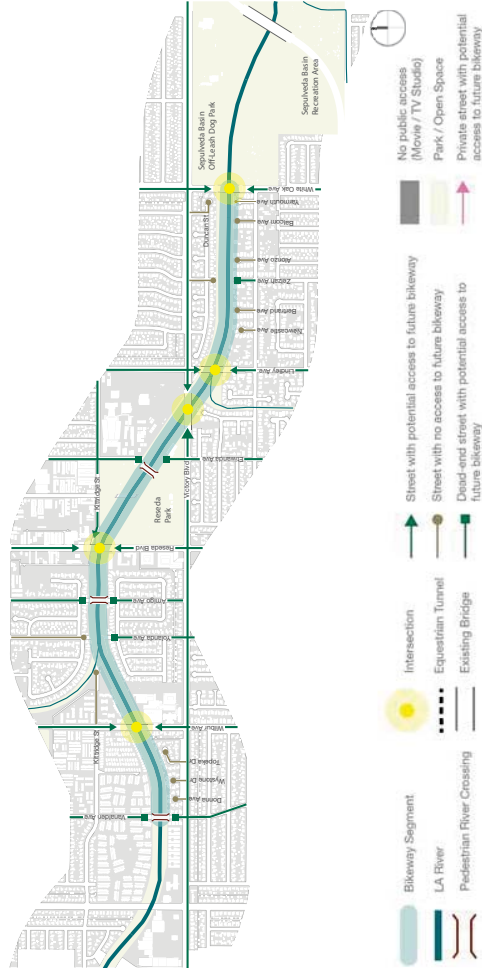 Sepulveda Basin
Recreation Area
Sepulveda Basin
Off-Leash Dog Park
White Oak Ave
Yarmouth Ave
Balcom Ave
Duncan St
Alonzo Ave
Zelzah Ave
Bertrand Ave
Newcastle Ave
Lindley Ave
Etiwanda Ave
Victory Blvd
Kittridge St
Reseda
Park
Reseda Blvd
Amigo Ave
Yolanda Ave
Wilbur Ave
Kittridge St
Topeka Dr
Wystone Dr
Donna Ave
Vanalden Ave
Bikeway Segment
LA River
Pedestrian River Crossing
Intersection
Equestrian Tunnel
Existing Bridge
Street with potential access to future bikeway
Street with no access to future bikeway
Dead-end street with potential access to
future bikeway
No public access
(Movie / TV Studio)
Park / Open Space
Private street with potential
access to future bikeway